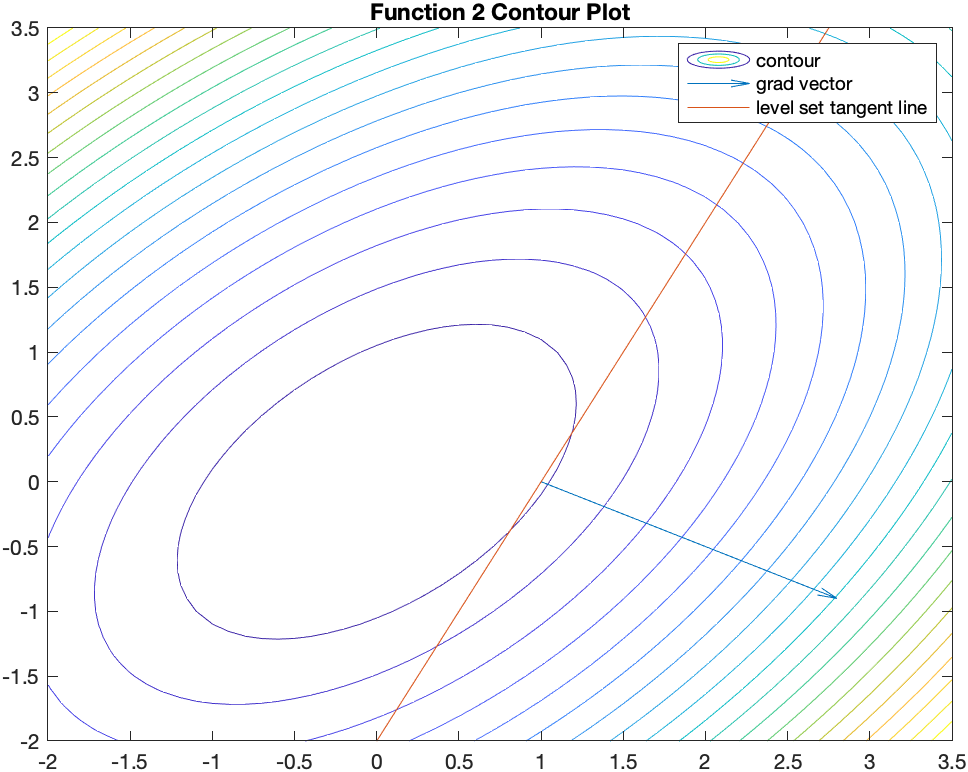 Function 2 Contour Plot
3.5
3
2.5
2
1.5
1
0.5
0
-0.5
-1
-1.5
-2
contour
grad vector
level set tangent line
-2 -1.5 -1 -0.5 0 0.5 1 1.5 2 2.5 3 3.5